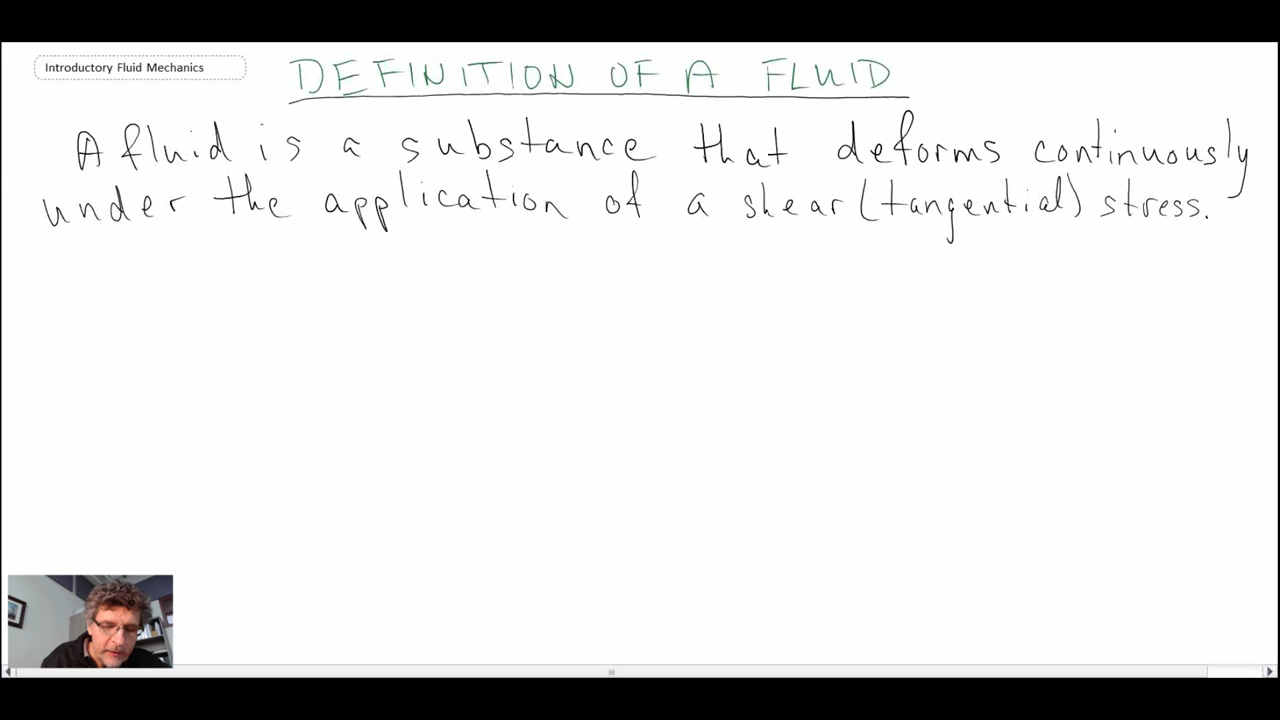 Introductory Fluid Mechanics
DEFINITION OF A FLUID
A fluid is a substance that deforms continuously
under the application of a shear (tangential) stress.